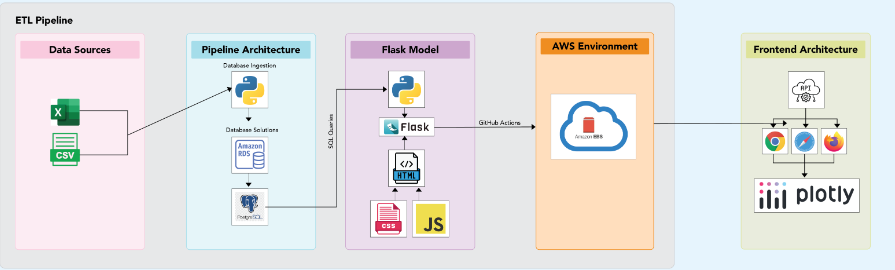 ETL Pipeline
Data Sources
X
CSV
Pipeline Architecture
Database Ingestion
Database Solutions
Amazon
RDS
PostgreSQL
SQL Queries
Flask Model
Flask
HTML
css
JS
GitHub Actions
AWS Environment
Amazon EBS
Frontend Architecture
API
plotly